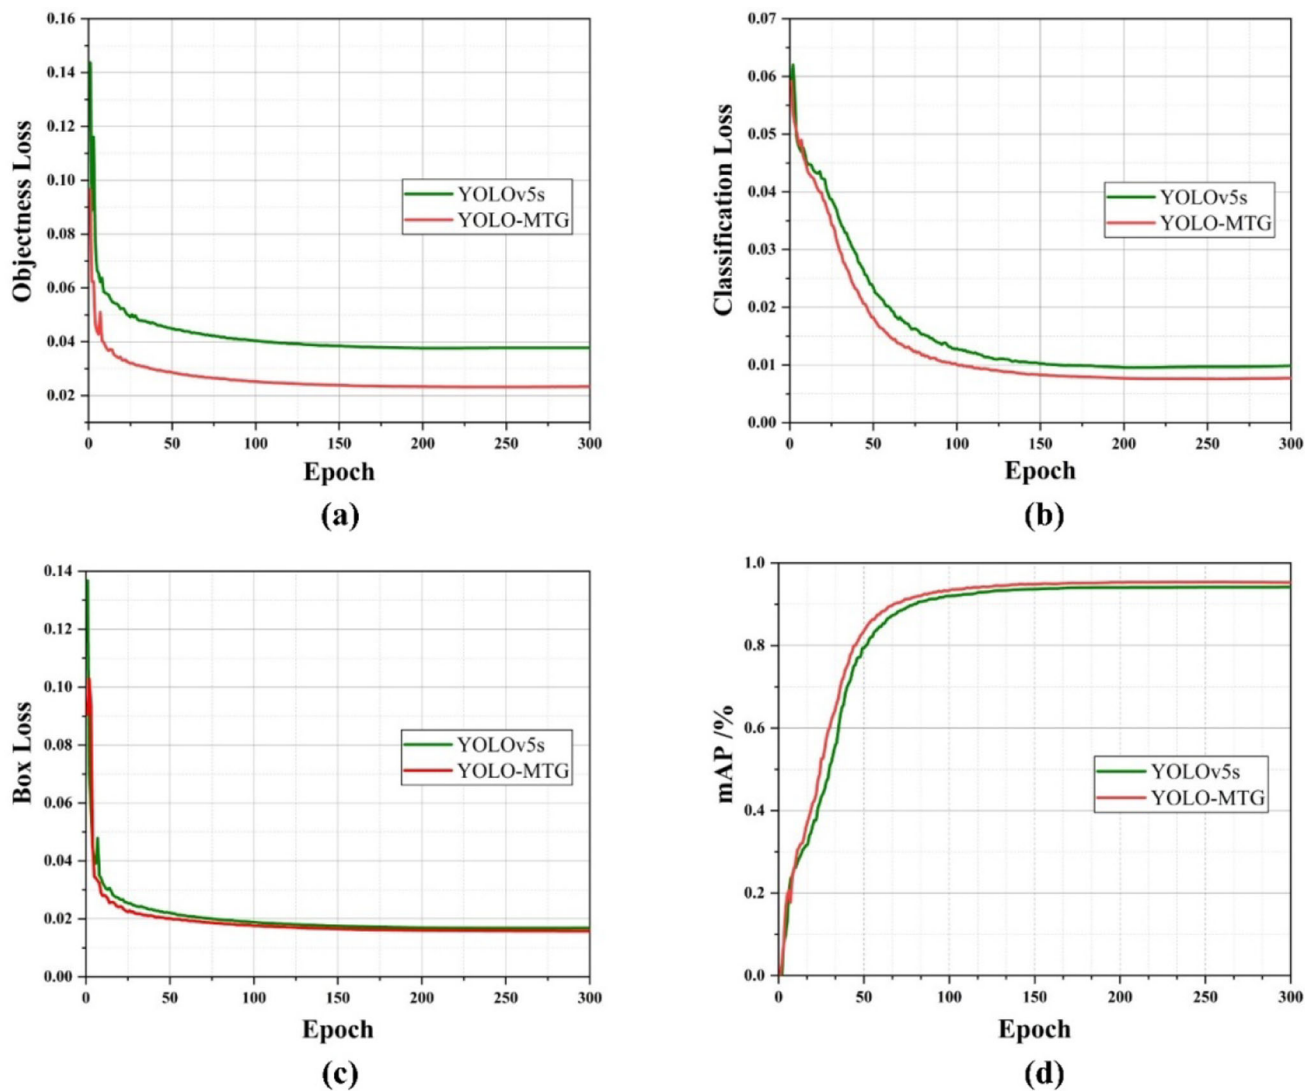 0.16
0.14
0.12
0.10
0.08
0.06
0.04
0.02
Objectness Loss
YOLOv5s
YOLO-MTG
0 50 100 150 200 250 300
Epoch
(a)
0.07
0.06
0.05
0.04
0.03
0.02
0.01
0.00
Classification Loss
YOLOv5s
YOLO-MTG
0 50 100 150 200 250 300
Epoch
(b)
0.14
0.12
0.10
0.08
0.06
0.04
0.02
0.00
Box Loss
YOLOv5s
YOLO-MTG
0 50 100 150 200 250 300
Epoch
(c)
1.0
0.8
0.6
0.4
0.2
0.0
mAP /%
YOLOv5s
YOLO-MTG
0 50 100 150 200 250 300
Epoch
(d)